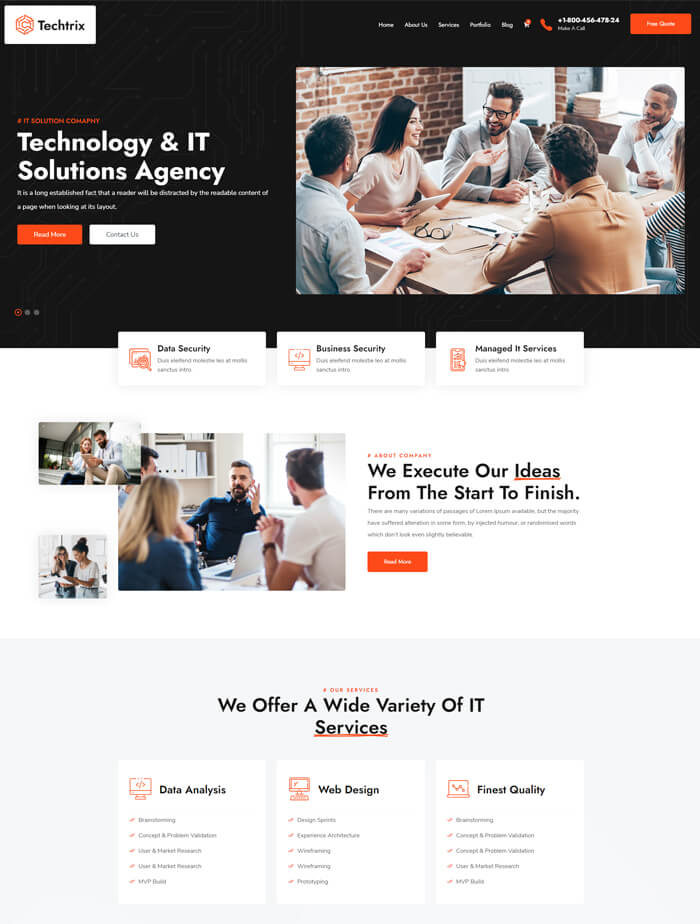 Techtrix
Home About Us Services Portfolio Blog
+1-800-456-478-24
Make A Call
Free Quote
# IT SOLUTION COMAPNY
Technology & IT
Solutions Agency
It is a long established fact that a reader will be distracted by the readable content of
a page when looking at its layout.
Read More
Contact Us
Data Security
Duis eleifend molestie leo at mollis
sanctus intro
Business Security
Duis eleifend molestie leo at mollis
sanctus intro
Managed It Services
Duis eleifend molestie leo at mollis
sanctus intro
# ABOUT COMPANY
We Execute Our Ideas
From The Start To Finish.
There are many variations of passages of Lorem Ipsum available, but the majority
have suffered alteration in some form, by injected humour, or randomised words
which don't look even slightly believable.
Read More
# OUR SERVICES
We Offer A Wide Variety Of IT
Services
Data Analysis
Brainstorming
Concept & Problem Validation
User & Market Research
User & Market Research
MVP Build
Web Design
Design Sprints
Experience Architecture
Wireframing
Wireframing
Prototyping
Finest Quality
Brainstorming
Concept & Problem Validation
Concept & Problem Validation
User & Market Research
MVP Build